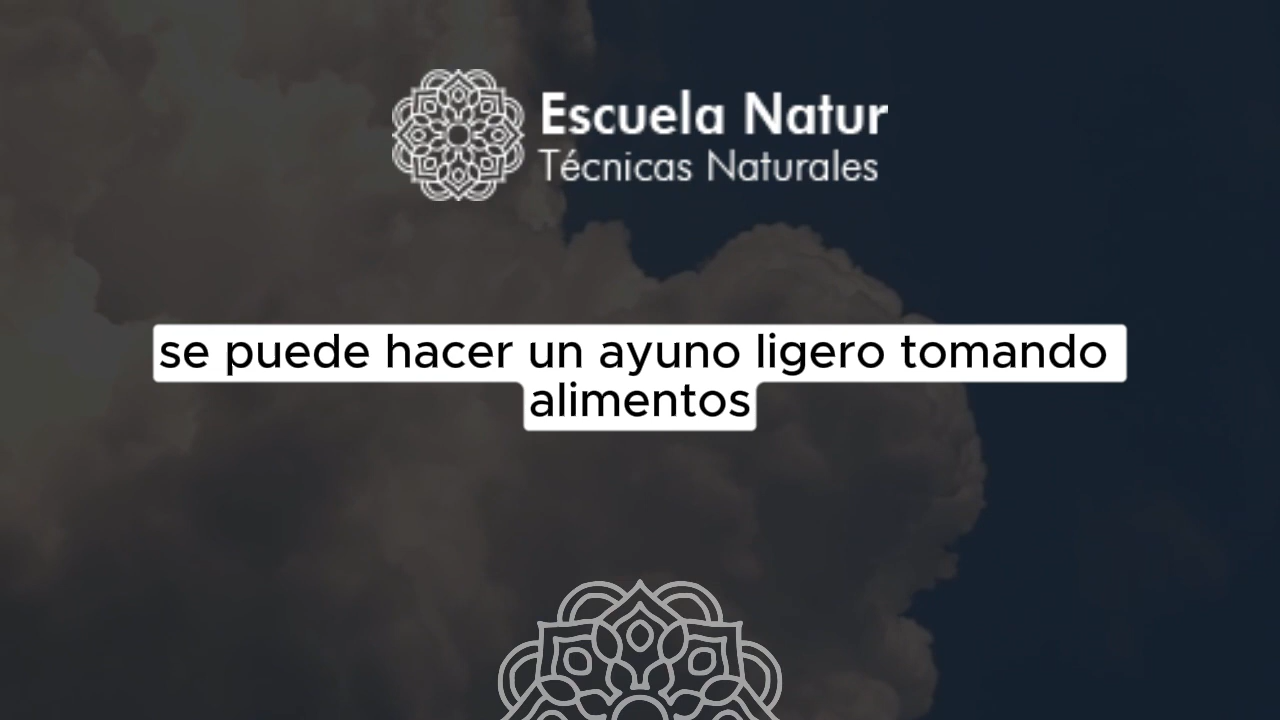 Escuela Natur
Técnicas Naturales
se puede hacer un ayuno ligero tomando
alimentos